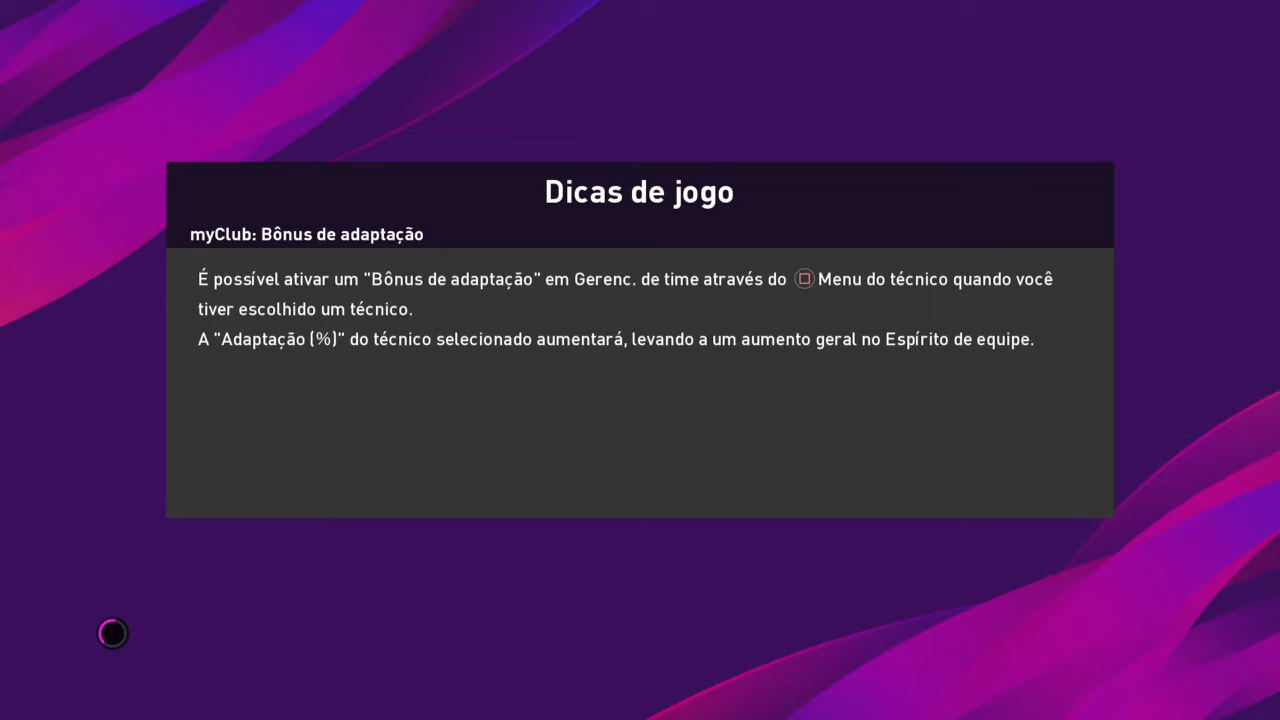 Dicas de jogo
myClub: Bônus de adaptação
É possível ativar um "Bônus de adaptação" em Gerenc. de time através do Menu do técnico quando você
tiver escolhido um técnico.
A "Adaptação (%)" do técnico selecionado aumentará, levando a um aumento geral no Espírito de equipe.